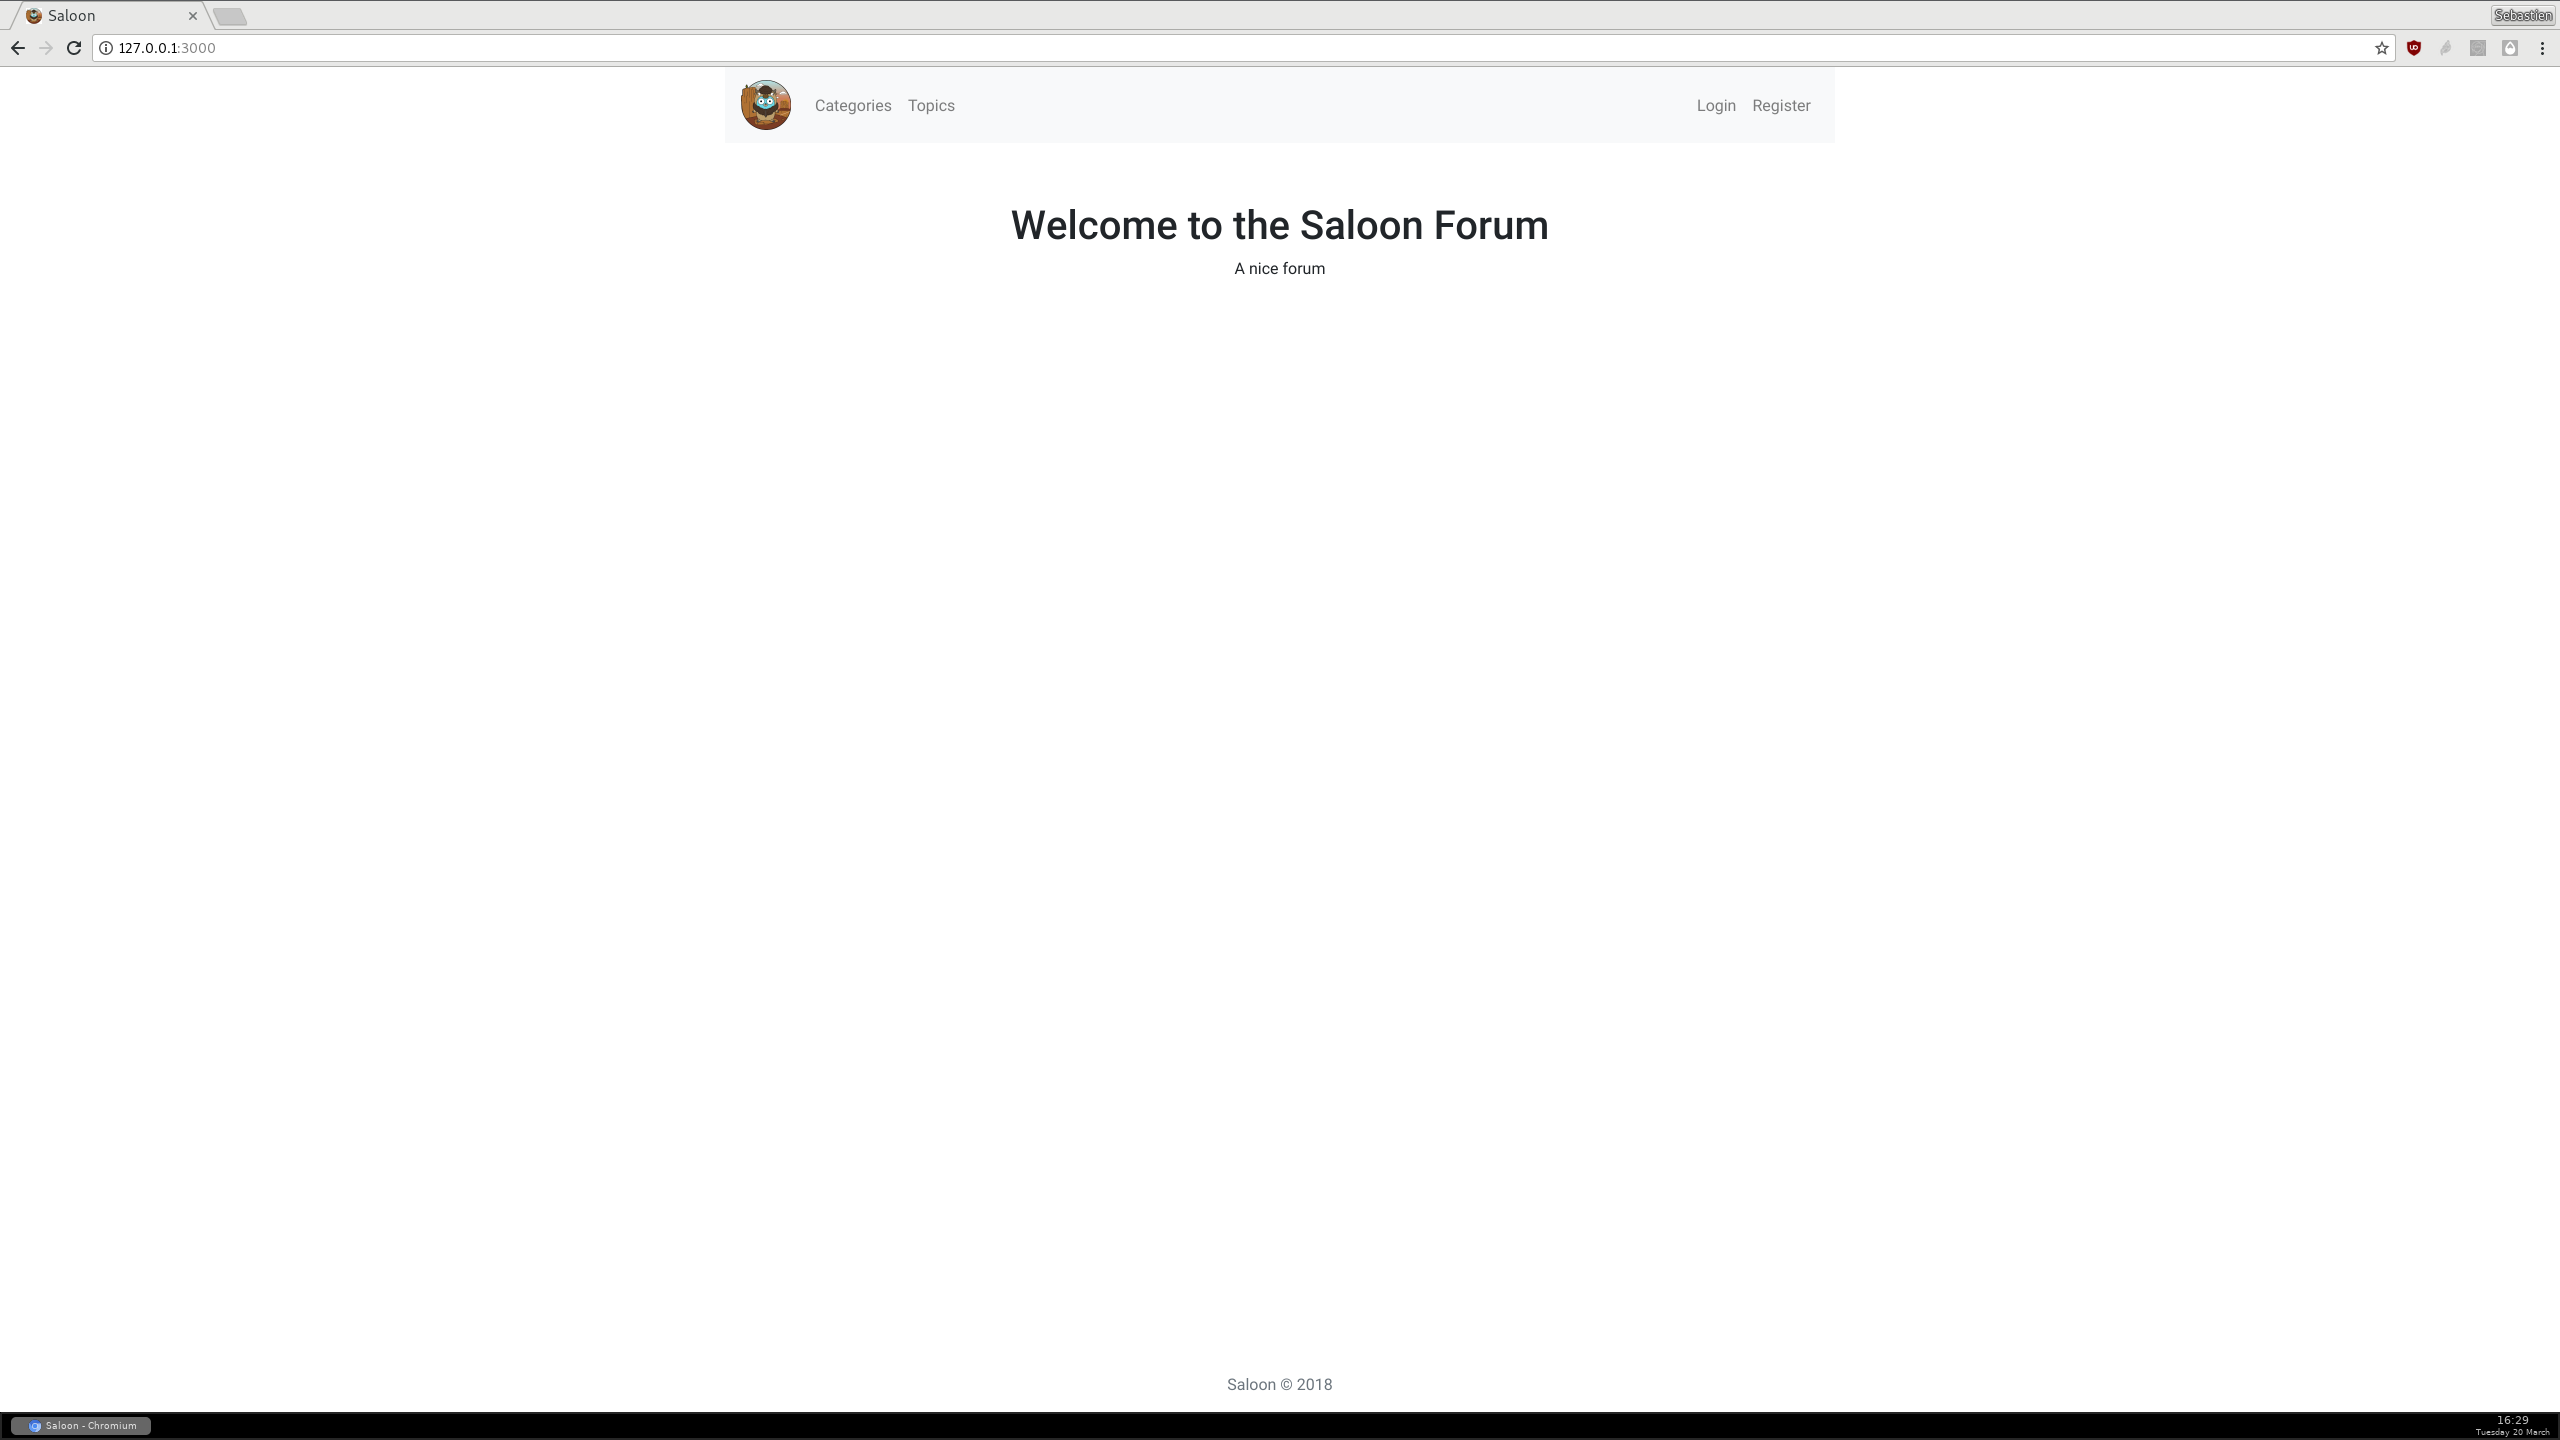 Saloon
Sebastien
127.0.0.1:3000
Categories Topics Login Register
Welcome to the Saloon Forum
A nice forum
Saloon © 2018
Saloon - Chromium
16:29
Tuesday 20 March